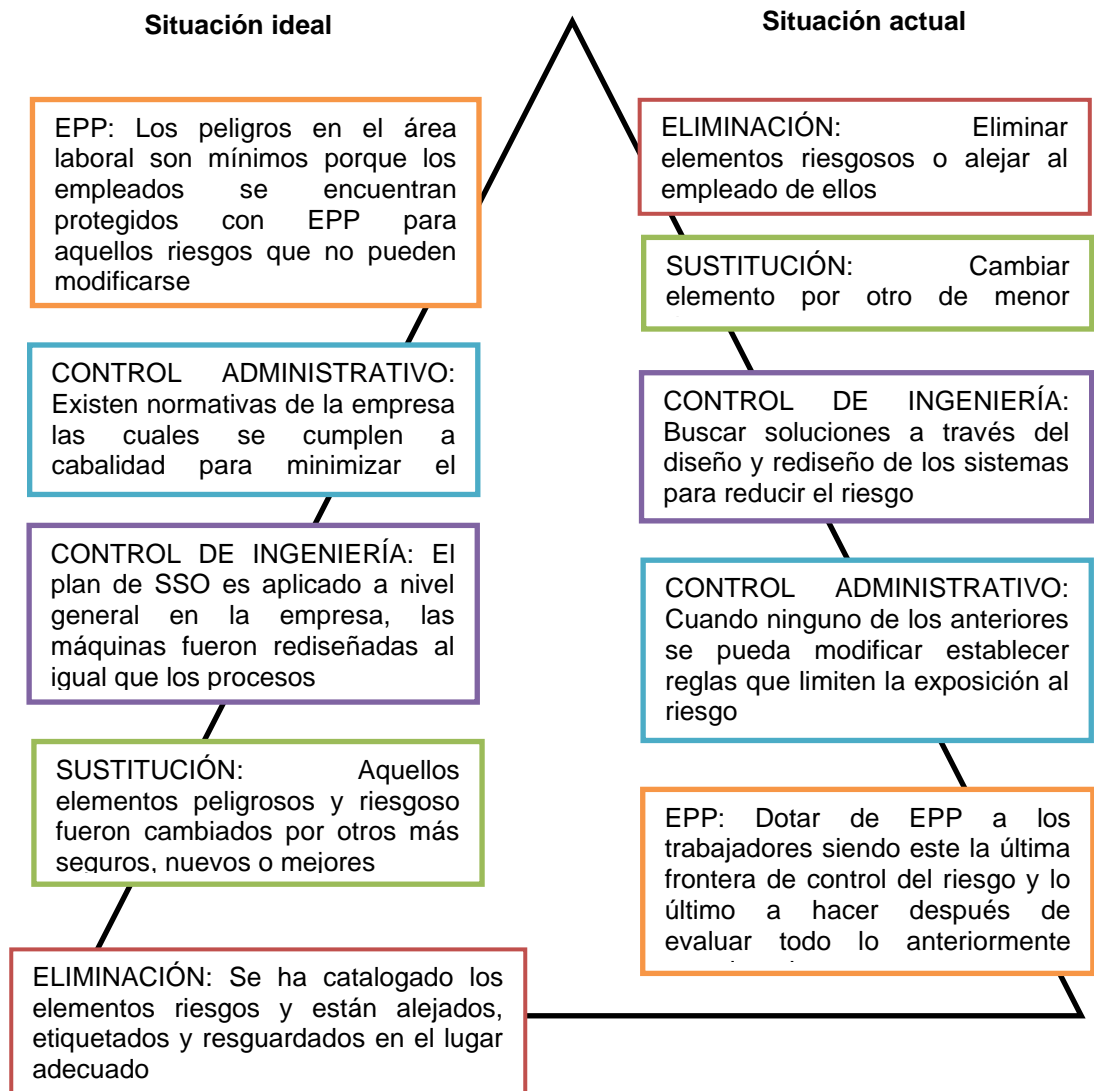 Situación ideal
EPP: Los peligros en el área
laboral son mínimos porque los
empleados se encuentran
protegidos con EPP para
aquellos riesgos que no pueden
modificarse
CONTROL ADMINISTRATIVO:
Existen normativas de la empresa
las cuales se cumplen a
cabalidad para minimizar el
CONTROL DE INGENIERÍA: El
plan de SSO es aplicado a nivel
general en la empresa, las
máquinas fueron rediseñadas al
igual que los procesos
SUSTITUCIÓN: Aquellos
elementos peligrosos y riesgoso
fueron cambiados por otros más
seguros, nuevos o mejores
ELIMINACIÓN: Se ha catalogado los
elementos riesgos y están alejados,
etiquetados y resguardados en el lugar
adecuado
Situación actual
ELIMINACIÓN: Eliminar
elementos riesgosos o alejar al
empleado de ellos
SUSTITUCIÓN: Cambiar
elemento por otro de menor
CONTROL DE INGENIERÍA:
Buscar soluciones a través del
diseño y rediseño de los sistemas
para reducir el riesgo
CONTROL ADMINISTRATIVO:
Cuando ninguno de los anteriores
se pueda modificar establecer
reglas que limiten la exposición al
riesgo
EPP: Dotar de EPP a los
trabajadores siendo este la última
frontera de control del riesgo y lo
último a hacer después de
evaluar todo lo anteriormente